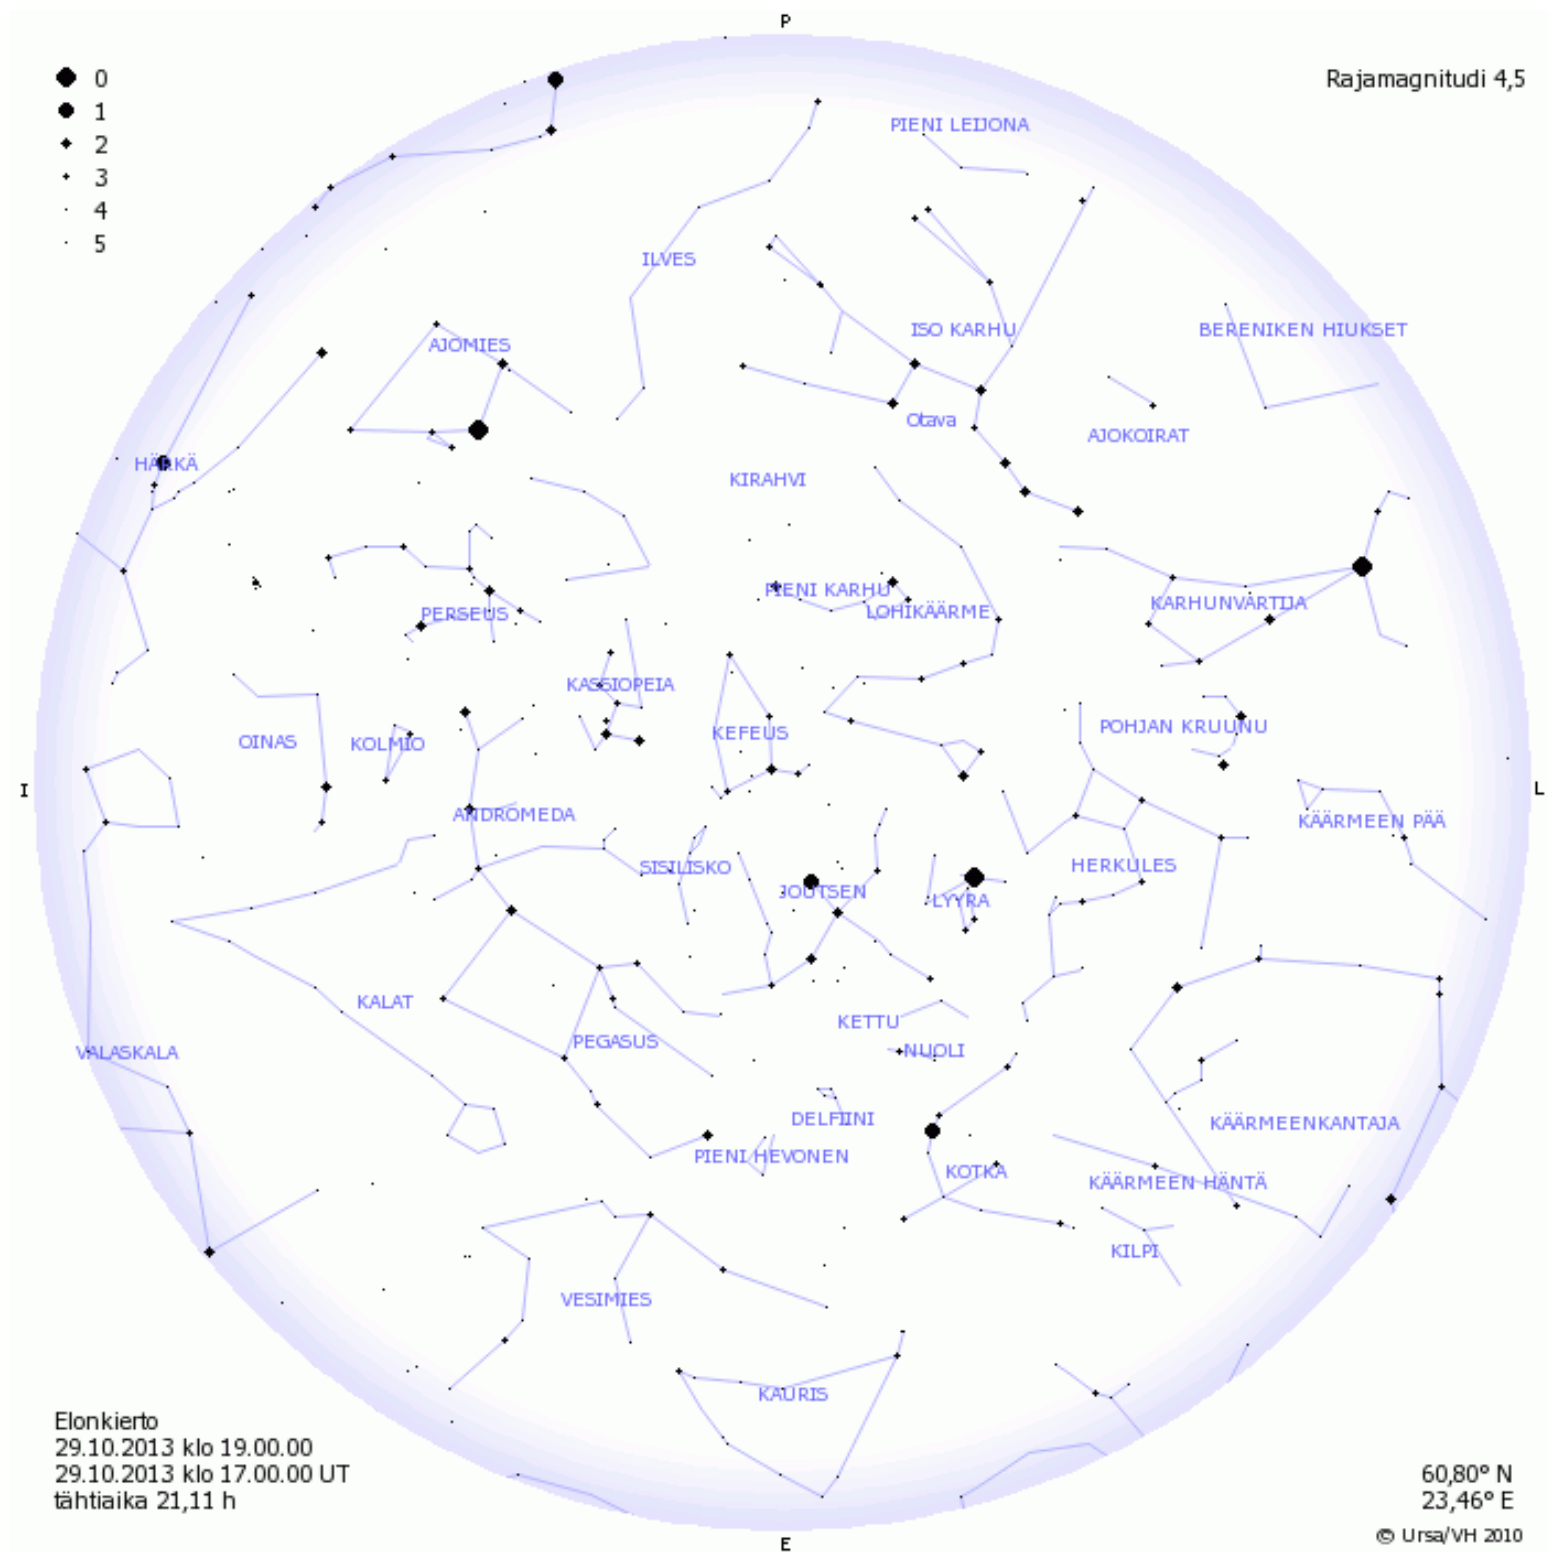 P
0
1
2
3
4
5
Rajamagnitudi 4,5
PIENI LEIJONA
ILVES
ISO KARHU
BERENIKEN HIUKSET
AJOMIES
Otava
AJOKOIRAT
HÄRKÄ
KIRAHVI
PIENI KARHU
LOHIKÄÄRME
KARHUNVARTIJA
PERSEUS
KASSIOPEIA
OINAS
KOLMIO
KEFEUS
POHJAN KRUUNU
I
L
ANDROMEDA
KÄÄRMEEN PÄÄ
SISILISKO
HERKULES
JOUTSEN
LYYRA
KALAT
KETTU
PEGASUS
NUOLI
VALASKALA
DELFIINI
KÄÄRMEENKANTAJA
PIENI HEVONEN
KOTKA
KÄÄRMEEN HÄNTÄ
KILPI
VESIMIES
KAURIS
Elonkierto
29.10.2013 klo 19.00.00
29.10.2013 klo 17.00.00 UT
tähtiaika 21,11 h
60,80° N
23,46° E
© Ursa/VH 2010
E